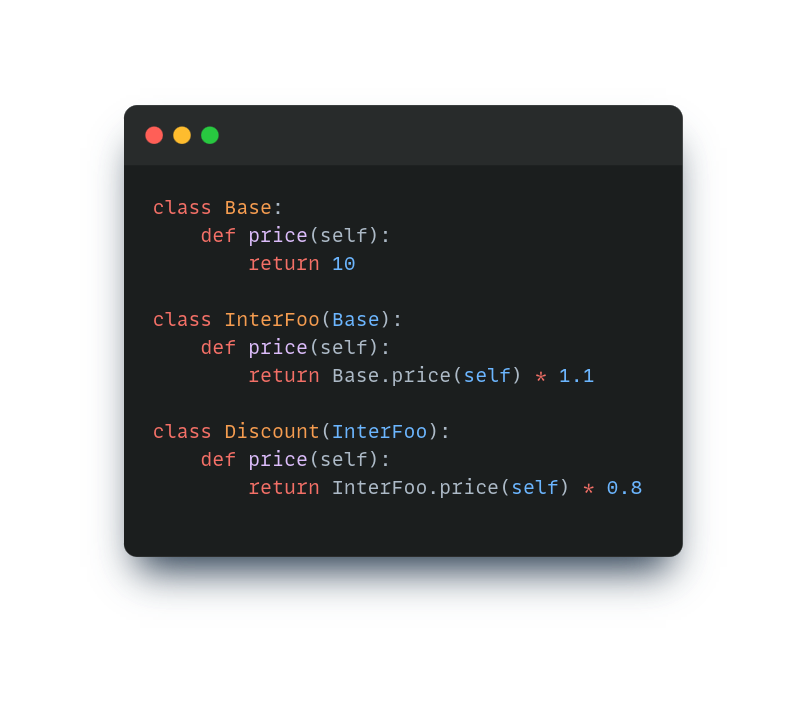 class Base:
    def price(self):
        return 10

class InterFoo(Base):
    def price(self):
        return Base.price(self) * 1.1

class Discount(InterFoo):
    def price(self):
        return InterFoo.price(self) * 0.8